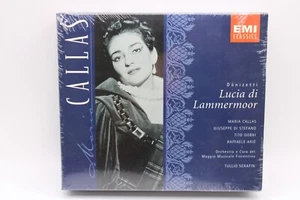 CALLAS
EMI
CLASSICS
Donizetti
Lucia di
Lammermoor
MARIA CALLAS
GIUSEPPE DI STEFANO
TITO GOBBI
RAFFAELE ARIÉ
Orchestra e Coro del
Maggio Musicale Fiorentino
TULLIO SERAFIN